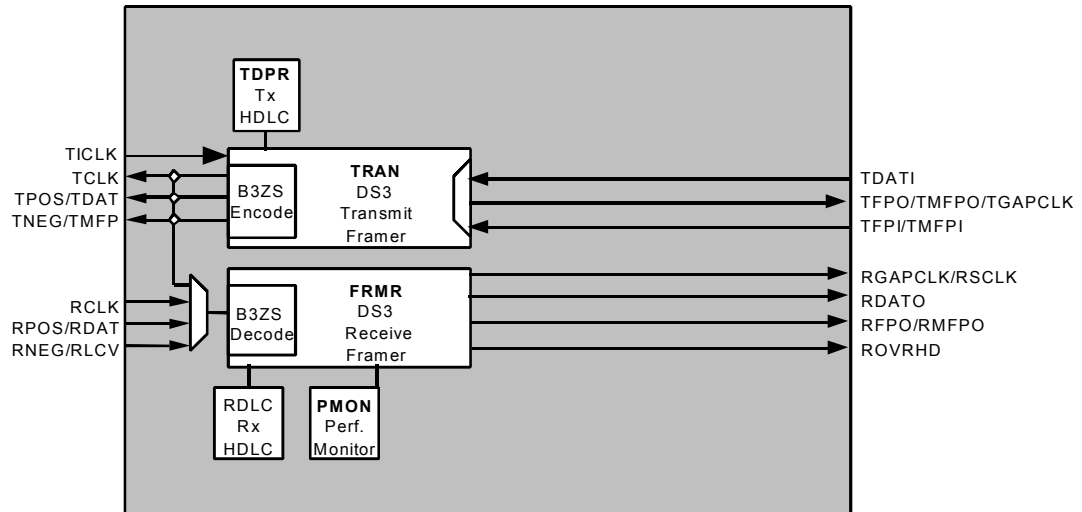 TDPR
Tx
HDLC
TICLK
TCLK
TPOS/TDAT
TNEG/TMFP
B3ZS
Encode
TRAN
DS3
Transmit
Framer
TDATI
TFPO/TMFPO/TGAPCLK
TFPI/TMFPI
RCLK
RPOS/RDAT
RNEG/RLCV
B3ZS
Decode
FRMR
DS3
Receive
Framer
RGAPCLK/RSCLK
RDATO
RFPO/RMFPO
ROVRHD
RDLC
Rx
HDLC
PMON
Perf.
Monitor